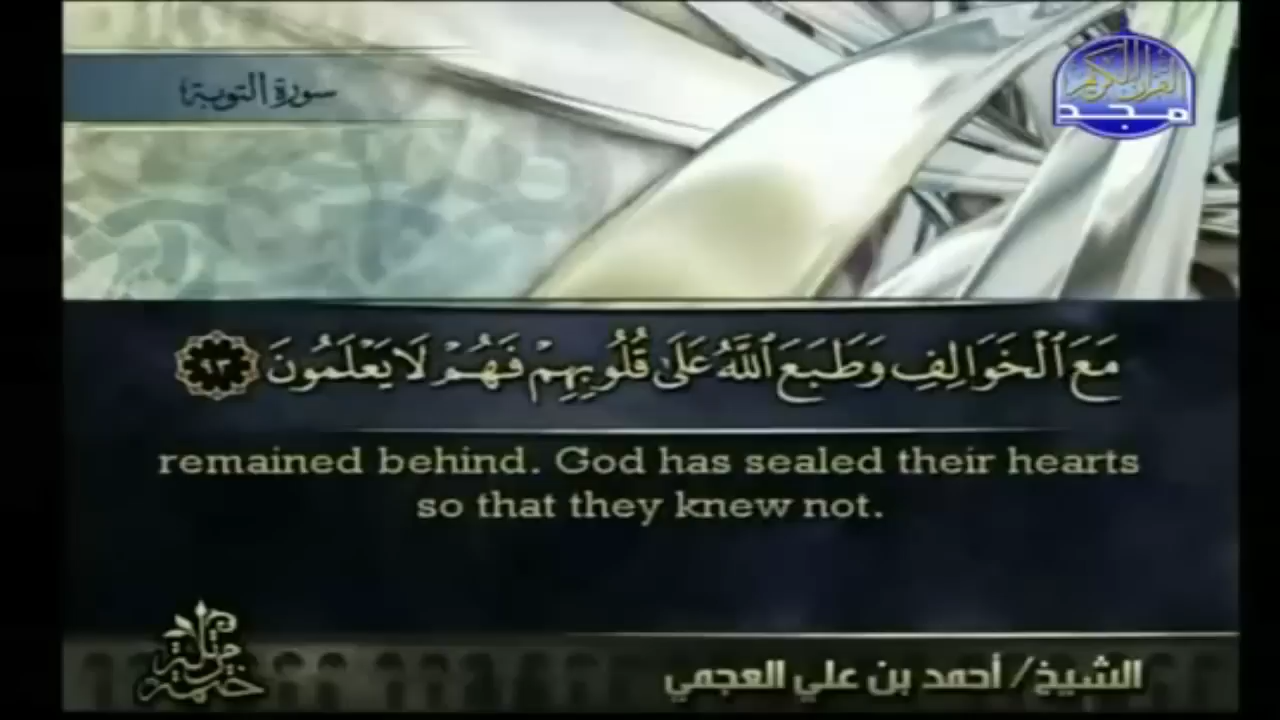 سورة التوبة
القرآن الكريم
مجد
مَعَ ٱلْخَوَالِفِ وَطَبَعَ ٱللَّهُ عَلَىٰ قُلُوبِهِمْ فَهُمْ لَا يَعْلَمُونَ ٩٣
remained behind. God has sealed their hearts
so that they knew not.
ختمة مرتلة
الشيخ/ أحمد بن علي العجمي